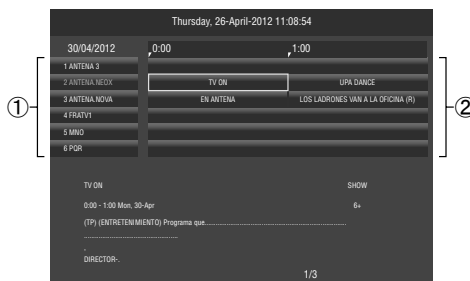 Thursday, 26-April-2012 11:08:54
30/04/2012 0:00 1:00
1 ANTENA 3
2 ANTENA.NEOX TV ON UPA DANCE
3 ANTENA.NOVA EN ANTENA LOS LADRONES VAN A LA OFICINA (R)
4 FRATV1
5 MNO
6 PQR
① ②
TV ON SHOW
0:00 - 1:00 Mon, 30-Apr 6+
(TP) (ENTRETENIMIENTO) Programa que..........................................................
........................................
.
DIRECTOR-.
1/3